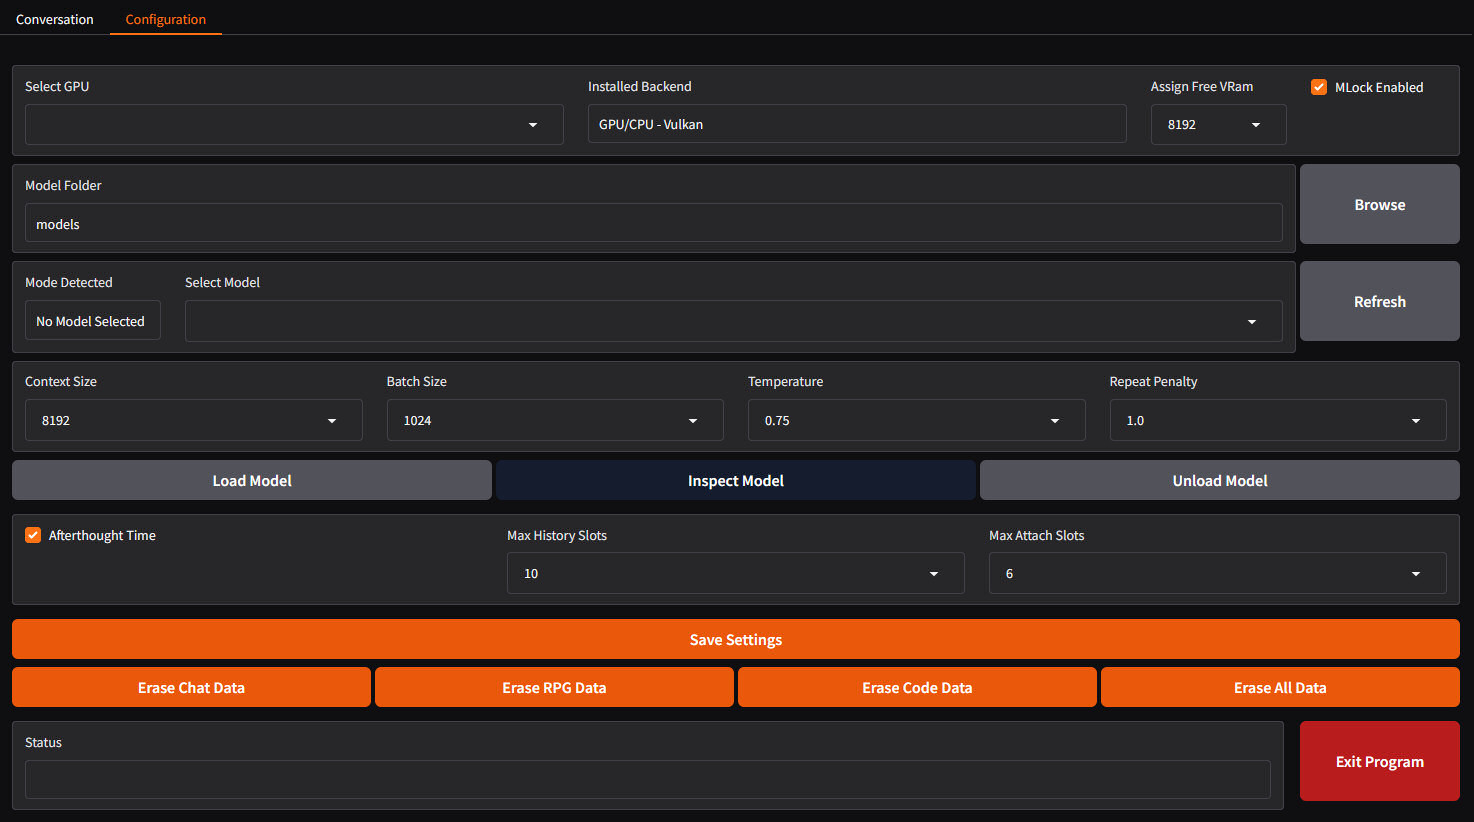 Conversation Configuration
Select GPU Installed Backend Assign Free VRam MLock Enabled
GPU/CPU - Vulkan 8192
Model Folder
models
Browse
Mode Detected Select Model
No Model Selected
Refresh
Context Size Batch Size Temperature Repeat Penalty
8192 1024 0.75 1.0
Load Model Inspect Model Unload Model
Afterthought Time Max History Slots Max Attach Slots
10 6
Save Settings
Erase Chat Data Erase RPG Data Erase Code Data Erase All Data
Status
Exit Program